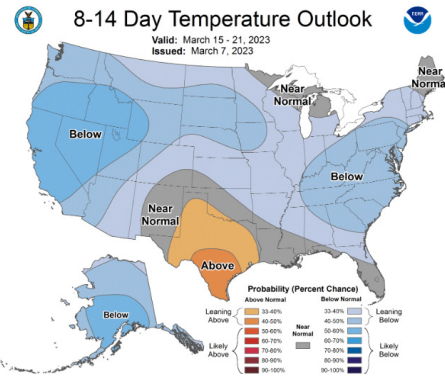 8-14 Day Temperature Outlook
Valid: March 15 - 21, 2023
Issued: March 7, 2023
Near
Normal
Near
Normal
Below
Below
Near
Normal
Above
Below
Probability (Percent Chance)
Above Normal
Below Normal
Leaning
Above
33-40%
40-50%
50-60%
Likely
Above
60-70%
70-80%
80-90%
90-100%
Near
Normal
33-40%
40-50%
50-60%
Leaning
Below
60-70%
70-80%
80-90%
90-100%
Likely
Below